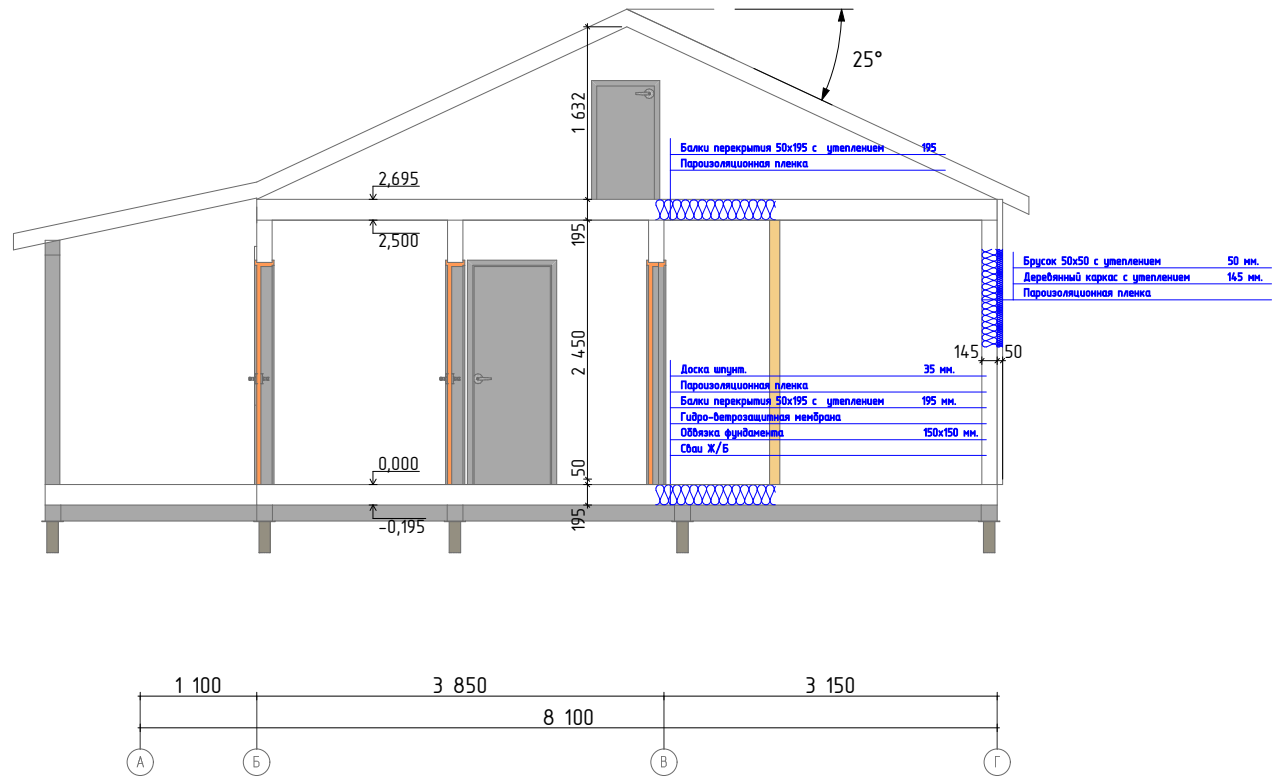 25°
1 632
Балки перекрытия 50х195 с утеплением 195
Пароизоляционная пленка
2,695
2,500
195
Брусок 50х50 с утеплением 50 мм.
Деревянный каркас с утеплением 145 мм.
Пароизоляционная пленка
145 50
2 450
Доска шпунт. 35 мм.
Пароизоляционная пленка
Балки перекрытия 50х195 с утеплением 195 мм.
Гидро-ветрозащитная мембрана
Обвязка фундамента 150х150 мм.
Сваи Ж/Б
0,000
50
-0,195
195
1 100 3 850 3 150
8 100
А Б В Г